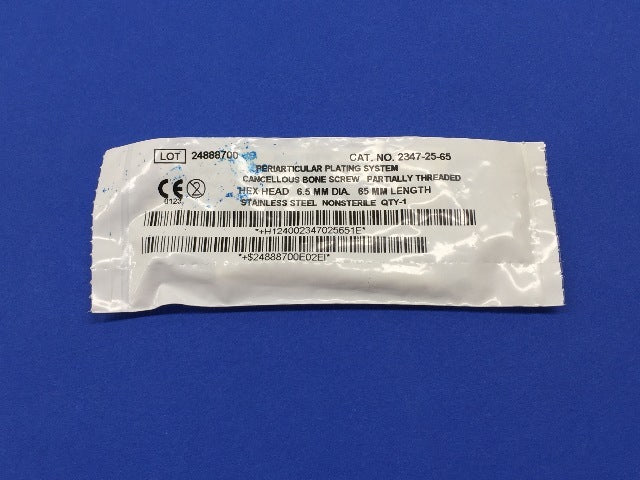 LOT 24888700 CAT. NO. 2347-25-65
PERIARTICULAR PLATING SYSTEM
CANCELLOUS BONE SCREW PARTIALLY THREADED
HEX HEAD 6.5 MM DIA. 65 MM LENGTH
STAINLESS STEEL NONSTERILE QTY-1
CE 0123
*+H124002347025651E*
*+$24888700E02EI*